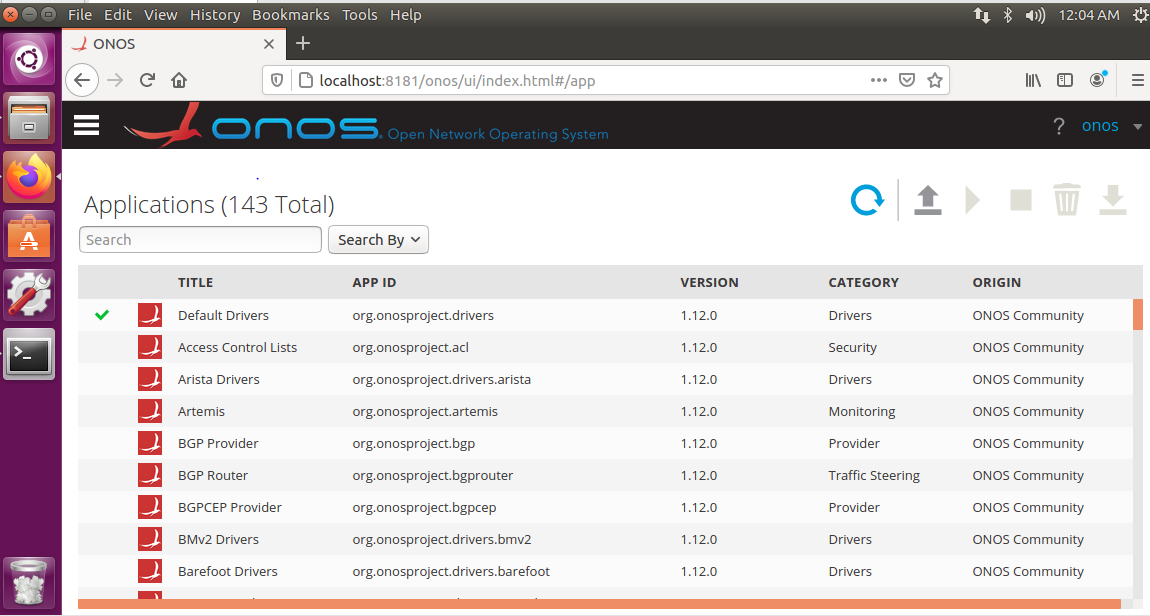 File Edit View History Bookmarks Tools Help 12:04 AM
ONOS
localhost:8181/onos/ui/index.html#/app
onos Open Network Operating System ? onos
Applications (143 Total)
Search Search By
TITLE APP ID VERSION CATEGORY ORIGIN
Default Drivers org.onosproject.drivers 1.12.0 Drivers ONOS Community
Access Control Lists org.onosproject.acl 1.12.0 Security ONOS Community
Arista Drivers org.onosproject.drivers.arista 1.12.0 Drivers ONOS Community
Artemis org.onosproject.artemis 1.12.0 Monitoring ONOS Community
BGP Provider org.onosproject.bgp 1.12.0 Provider ONOS Community
BGP Router org.onosproject.bgprouter 1.12.0 Traffic Steering ONOS Community
BGPCEP Provider org.onosproject.bgpcep 1.12.0 Provider ONOS Community
BMv2 Drivers org.onosproject.drivers.bmv2 1.12.0 Drivers ONOS Community
Barefoot Drivers org.onosproject.drivers.barefoot 1.12.0 Drivers ONOS Community